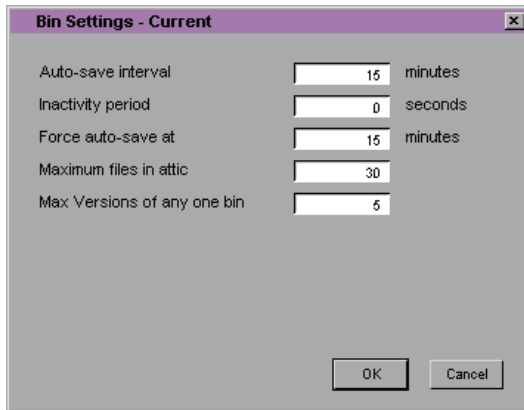 Bin Settings - Current
Auto-save interval 15 minutes
Inactivity period 0 seconds
Force auto-save at 15 minutes
Maximum files in attic 30
Max Versions of any one bin 5
OK Cancel